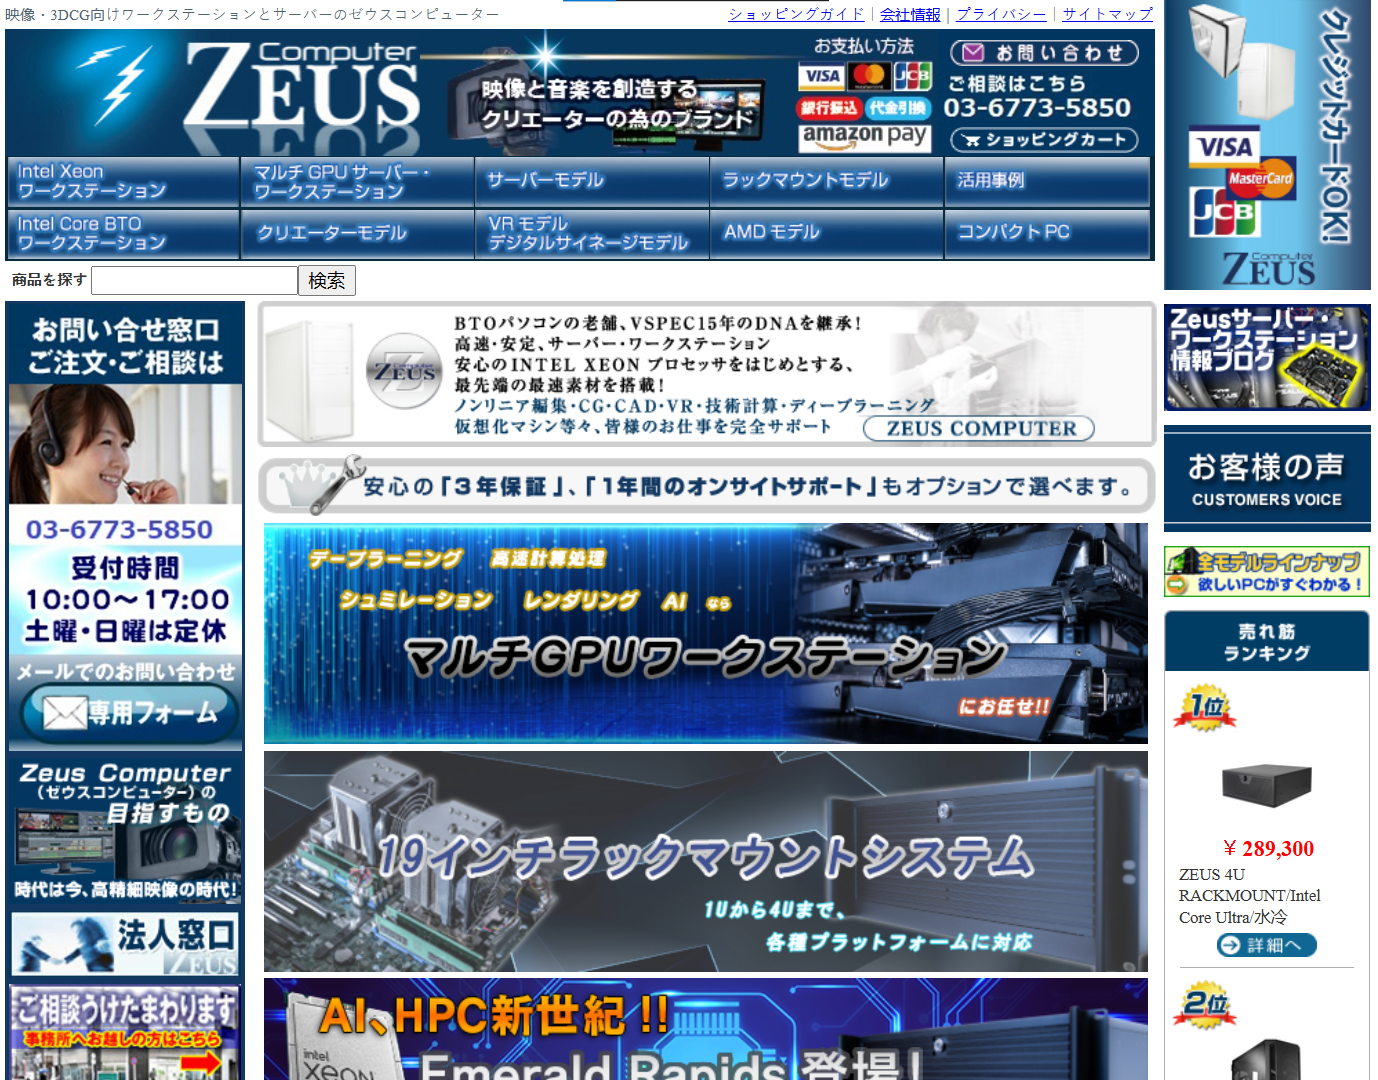 映像・3DCG向けワークステーションとサーバーのゼウスコンピューター
ショッピングガイド | 会社情報 | プライバシー | サイトマップ
Computer
ZEUS
映像と音楽を創造する
クリエーターの為のブランド
お支払い方法
VISA MasterCard JCB
銀行振込 代金引換
amazon pay
お問い合わせ
ご相談はこちら
03-6773-5850
ショッピングカート
Intel Xeon
ワークステーション
マルチ GPU サーバー・
ワークステーション
サーバーモデル
ラックマウントモデル
活用事例
Intel Core BTO
ワークステーション
クリエーターモデル
VR モデル
デジタルサイネージモデル
AMD モデル
コンパクト PC
商品を探す
検索
お問い合せ窓口
ご注文・ご相談は
03-6773-5850
受付時間
10:00～17:00
土曜・日曜は定休
メールでのお問い合わせ
専用フォーム
Zeus Computer
(ゼウスコンピューター)の
目指すもの
時代は今、高精細映像の時代!
法人窓口
ZEUS
ご相談うけたまわります
事務所へお越しの方はこちら
Computer
ZEUS
BTOパソコンの老舗、VSPEC15年のDNAを継承!
高速・安定、サーバー・ワークステーション
安心のINTEL XEON プロセッサをはじめとする、
最先端の最速素材を搭載!
ノンリニア編集・CG・CAD・VR・技術計算・ディープラーニング
仮想化マシン等々、皆様のお仕事を完全サポート
ZEUS COMPUTER
安心の「3年保証」、「1年間のオンサイトサポート」もオプションで選べます。
デープラーニング 高速計算処理
シュミレーション レンダリング AI なら
マルチGPUワークステーション
にお任せ!!
19インチラックマウントシステム
1Uから4Uまで、
各種プラットフォームに対応
AI、HPC新世紀!!
intel
xeon
Emerald Rapids 登場!
クレジットカードOK!
VISA
MasterCard
JCB
Computer
ZEUS
Zeusサーバー・
ワークステーション
情報ブログ
お客様の声
CUSTOMERS VOICE
全モデルラインナップ
欲しいPCがすぐわかる!
売れ筋
ランキング
1位
¥ 289,300
ZEUS 4U
RACKMOUNT/Intel
Core Ultra/水冷
詳細へ
2位